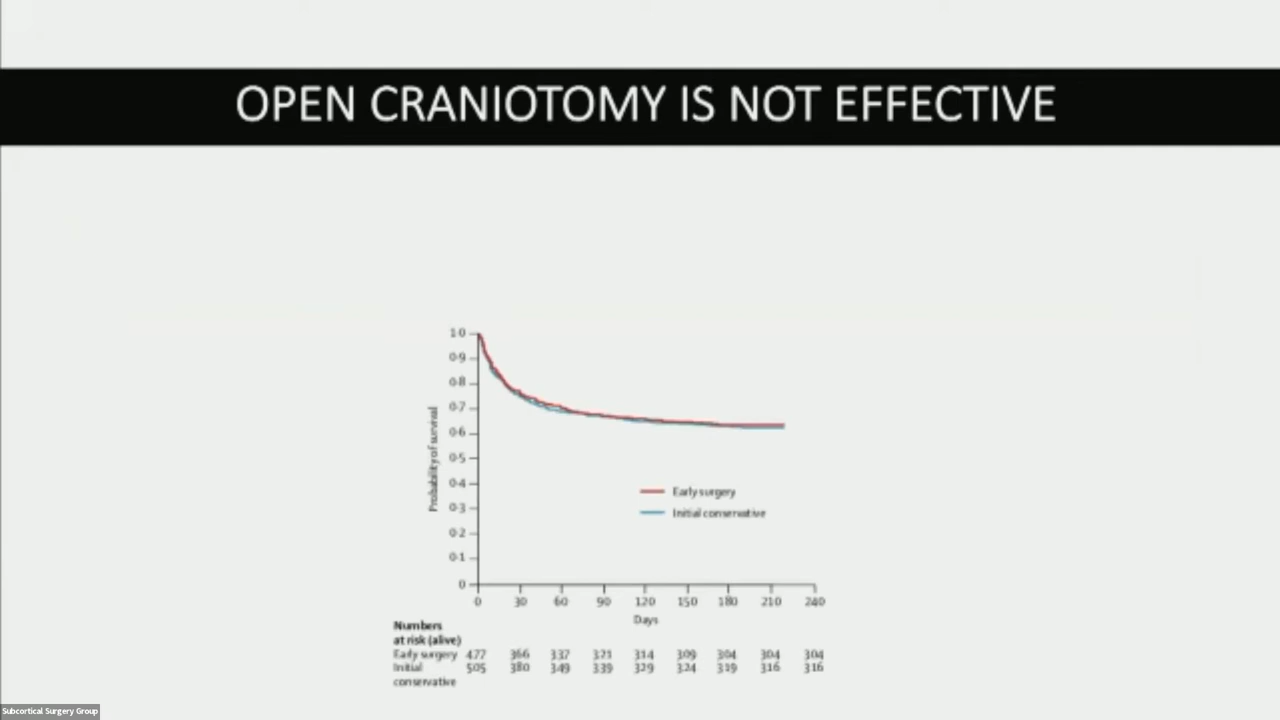 OPEN CRANIOTOMY IS NOT EFFECTIVE
1·0
0·9
0·8
0·7
0·6
0·5
0·4
0·3
0·2
0·1
0
Probability of survival
Early surgery
Initial conservative
0 30 60 90 120 150 180 210 240
Days
Numbers
at risk (alive)
Early surgery 477 366 337 321 314 309 304 304 304
Initial 505 380 349 339 329 324 319 316 316
conservative
Subcortical Surgery Group